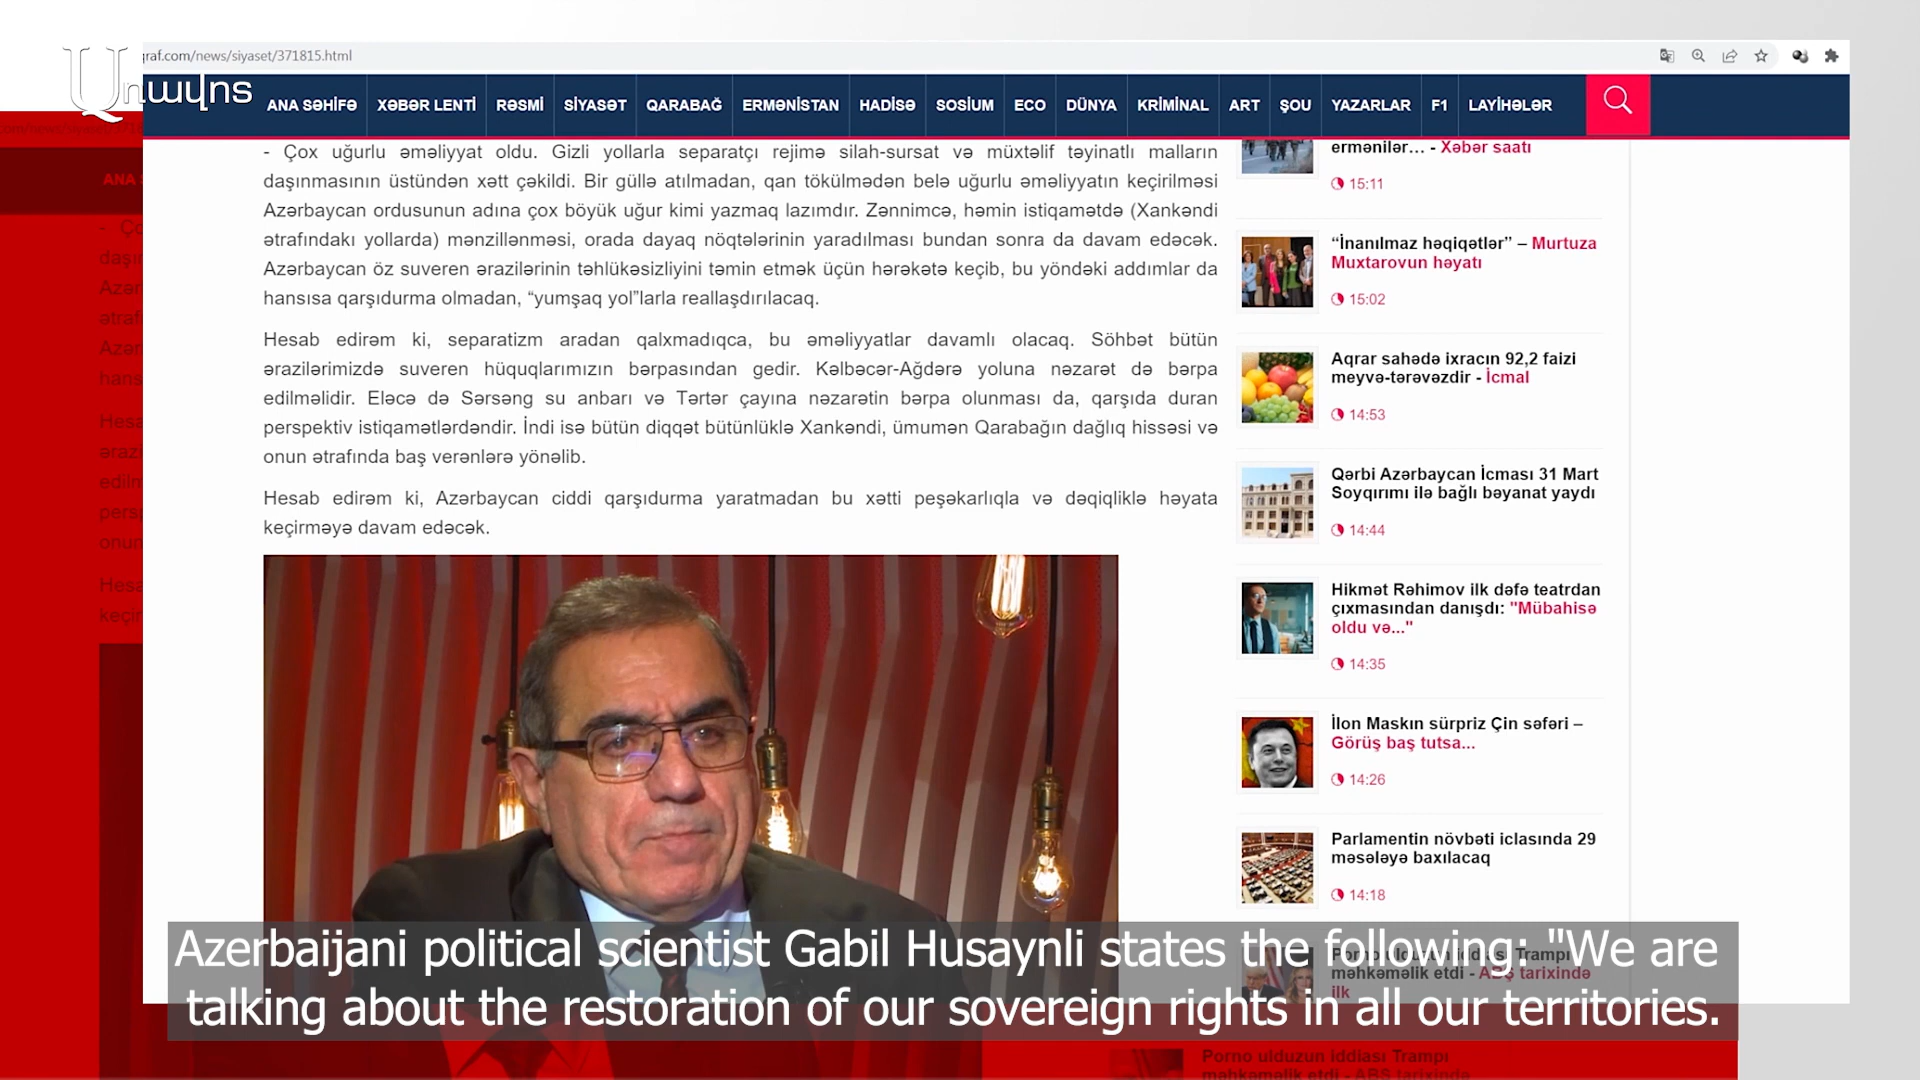 Առավոտ
graf.com/news/siyaset/371815.html
ANA SƏHİFƏ XƏBƏR LENTİ RƏSMİ SİYASƏT QARABAĞ ERMƏNİSTAN HADİSƏ SOSİUM ECO DÜNYA KRİMİNAL ART ŞOU YAZARLAR F1 LAYİHƏLƏR
- Çox uğurlu əməliyyat oldu. Gizli yollarla separatçı rejimə silah-sursat və müxtəlif təyinatlı malların
daşınmasının üstündən xətt çəkildi. Bir güllə atılmadan, qan tökülmədən belə uğurlu əməliyyatın keçirilməsi
Azərbaycan ordusunun adına çox böyük uğur kimi yazmaq lazımdır. Zənnimcə, həmin istiqamətdə (Xankəndi
ətrafındakı yollarda) mənzillənməsi, orada dayaq nöqtələrinin yaradılması bundan sonra da davam edəcək.
Azərbaycan öz suveren ərazilərinin təhlükəsizliyini təmin etmək üçün hərəkətə keçib, bu yöndəki addımlar da
hansısa qarşıdurma olmadan, “yumşaq yol”larla reallaşdırılacaq.
Hesab edirəm ki, separatizm aradan qalxmadıqca, bu əməliyyatlar davamlı olacaq. Söhbət bütün
ərazilərimizdə suveren hüquqlarımızın bərpasından gedir. Kəlbəcər-Ağdərə yoluna nəzarət də bərpa
edilməlidir. Eləcə də Sərsəng su anbarı və Tərtər çayına nəzarətin bərpa olunması da, qarşıda duran
perspektiv istiqamətlərdəndir. İndi isə bütün diqqət bütünlüklə Xankəndi, ümumən Qarabağın dağlıq hissəsi və
onun ətrafında baş verənlərə yönəlib.
Hesab edirəm ki, Azərbaycan ciddi qarşıdurma yaratmadan bu xətti peşəkarlıqla və dəqiqliklə həyata
keçirməyə davam edəcək.
ermənilər... - Xəbər saatı
15:11
“İnanılmaz həqiqətlər” – Murtuza
Muxtarovun həyatı
15:02
Aqrar sahədə ixracın 92,2 faizi
meyvə-tərəvəzdir - İcmal
14:53
Qərbi Azərbaycan İcması 31 Mart
Soyqırımı ilə bağlı bəyanat yaydı
14:44
Hikmət Rəhimov ilk dəfə teatrdan
çıxmasından danışdı: "Mübahisə
oldu və..."
14:35
İlon Maskın sürpriz Çin səfəri –
Görüş baş tutsa...
14:26
Parlamentin növbəti iclasında 29
məsələyə baxılacaq
14:18
Porno ulduzun iddiası Trampı
məhkəməlik etdi - ABŞ tarixində
ilk
Azerbaijani political scientist Gabil Husaynli states the following: "We are
talking about the restoration of our sovereign rights in all our territories.
Porno ulduzun iddiası Trampı
məhkəməlik etdi - ABŞ tarixində